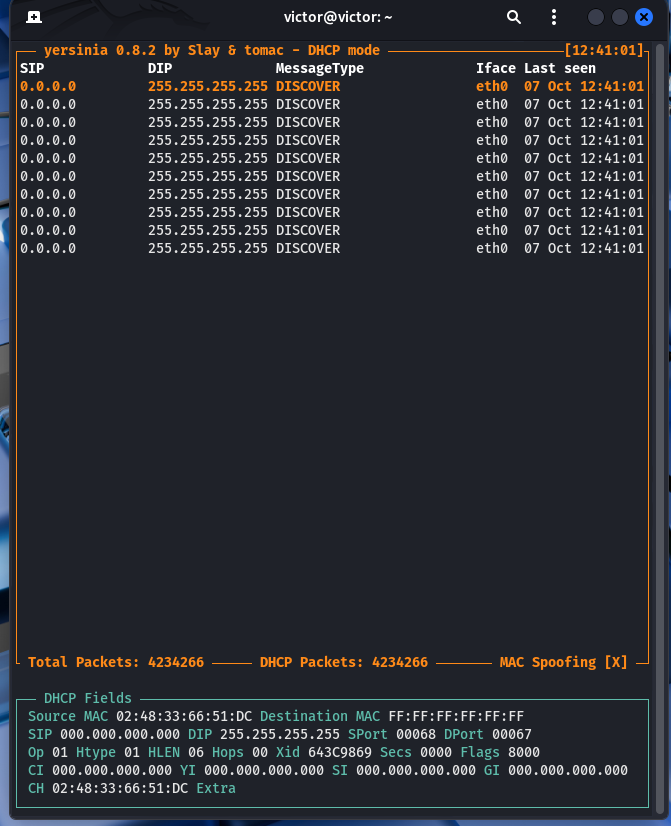 victor@victor: ~
yersinia 0.8.2 by Slay & tomac - DHCP mode [12:41:01]
SIP DIP MessageType Iface Last seen
0.0.0.0 255.255.255.255 DISCOVER eth0 07 Oct 12:41:01
0.0.0.0 255.255.255.255 DISCOVER eth0 07 Oct 12:41:01
0.0.0.0 255.255.255.255 DISCOVER eth0 07 Oct 12:41:01
0.0.0.0 255.255.255.255 DISCOVER eth0 07 Oct 12:41:01
0.0.0.0 255.255.255.255 DISCOVER eth0 07 Oct 12:41:01
0.0.0.0 255.255.255.255 DISCOVER eth0 07 Oct 12:41:01
0.0.0.0 255.255.255.255 DISCOVER eth0 07 Oct 12:41:01
0.0.0.0 255.255.255.255 DISCOVER eth0 07 Oct 12:41:01
0.0.0.0 255.255.255.255 DISCOVER eth0 07 Oct 12:41:01
0.0.0.0 255.255.255.255 DISCOVER eth0 07 Oct 12:41:01
Total Packets: 4234266 DHCP Packets: 4234266 MAC Spoofing [X]
DHCP Fields
Source MAC 02:48:33:66:51:DC Destination MAC FF:FF:FF:FF:FF:FF
SIP 000.000.000.000 DIP 255.255.255.255 SPort 00068 DPort 00067
Op 01 Htype 01 HLEN 06 Hops 00 Xid 643C9869 Secs 0000 Flags 8000
CI 000.000.000.000 YI 000.000.000.000 SI 000.000.000.000 GI 000.000.000.000
CH 02:48:33:66:51:DC Extra